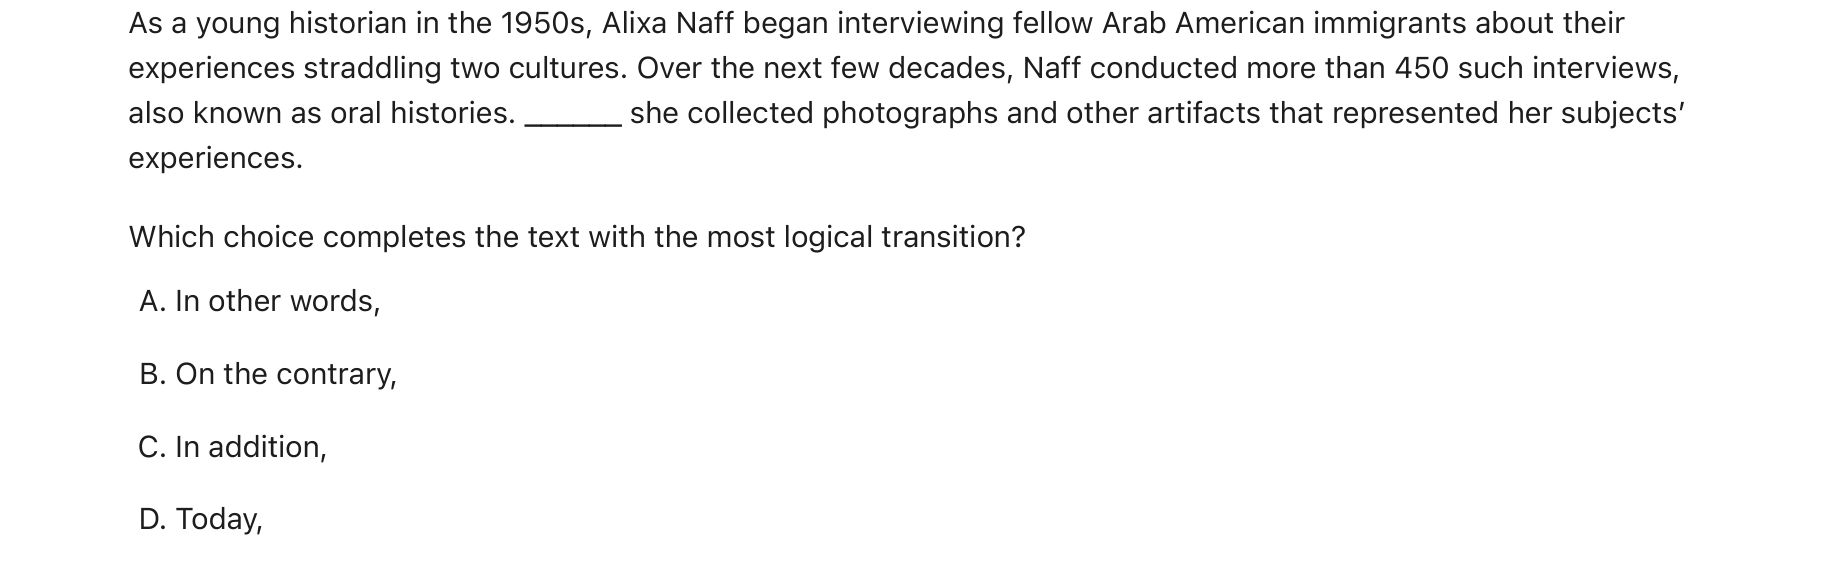 As a young historian in the 1950s, Alixa Naff began interviewing fellow Arab American immigrants about their
experiences straddling two cultures. Over the next few decades, Naff conducted more than 450 such interviews,
also known as oral histories. ______ she collected photographs and other artifacts that represented her subjects’
experiences.
Which choice completes the text with the most logical transition?
A. In other words,
B. On the contrary,
C. In addition,
D. Today,